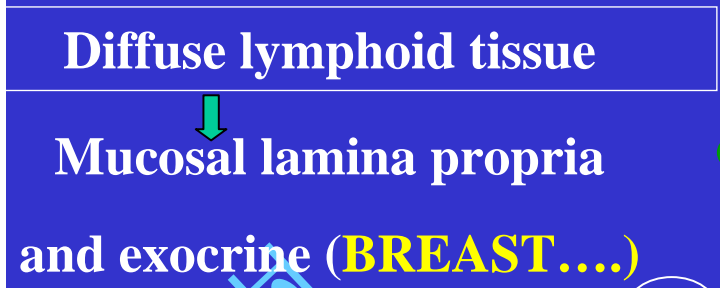 Diffuse lymphoid tissue
Mucosal lamina propria
and exocrine (BREAST....)